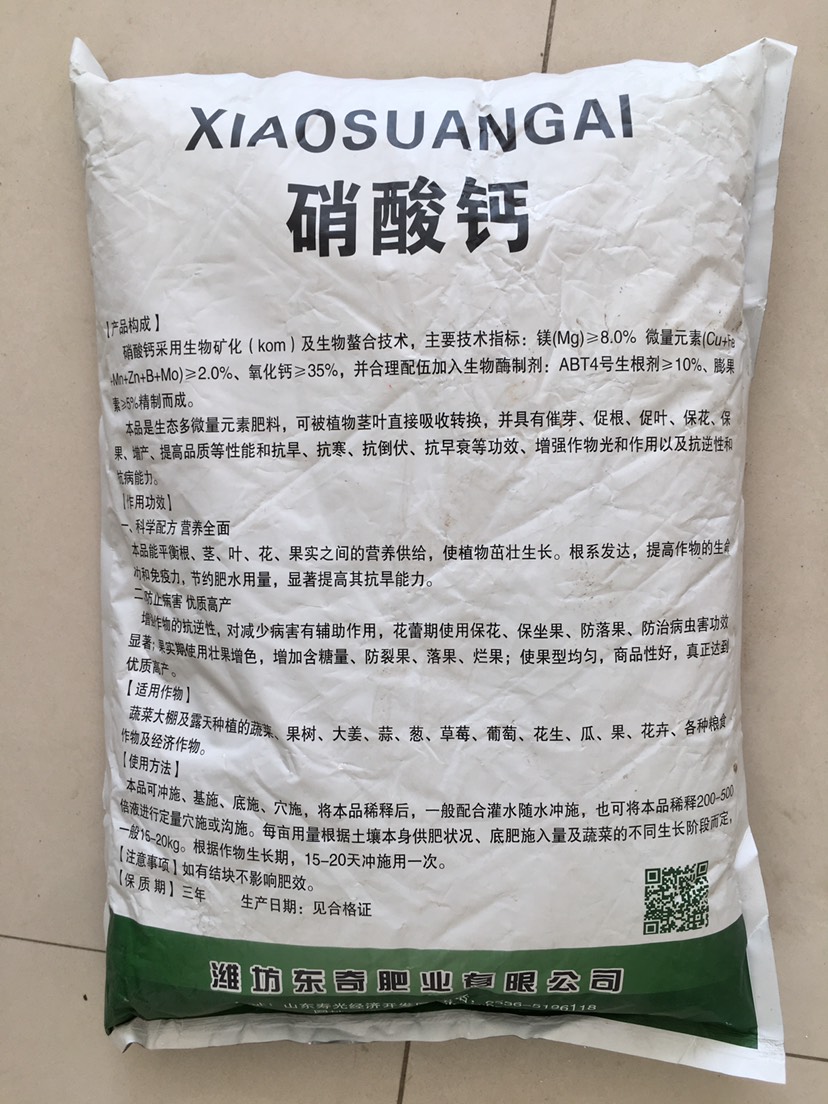 XIAOSUANGAI
硝酸钙
【产品构成】
硝酸钙采用生物矿化（kom）及生物螯合技术，主要技术指标：镁(Mg)≥8.0% 微量元素(Cu+Fe
+Mn+Zn+B+Mo)≥2.0%、氧化钙≥35%，并合理配伍加入生物酶制剂：ABT4号生根剂≥10%、膨果
素≥5%精制而成。
本品是生态多微量元素肥料，可被植物茎叶直接吸收转换，并具有催芽、促根、促叶、保花、保
果、增产、提高品质等性能和抗旱、抗寒、抗倒伏、抗早衰等功效、增强作物光和作用以及抗逆性和
抗病能力。
【作用功效】
一、科学配方 营养全面
本品能平衡根、茎、叶、花、果实之间的营养供给，使植物茁壮生长。根系发达，提高作物的生命
力和免疫力，节约肥水用量，显著提高其抗旱能力。
二、防止病害 优质高产
增强作物的抗逆性，对减少病害有辅助作用，花蕾期使用保花、保坐果、防落果、防治病虫害功效
显著；果实期使用壮果增色，增加含糖量、防裂果、落果、烂果；使果型均匀，商品性好，真正达到
优质高产。
【适用作物】
蔬菜大棚及露天种植的蔬菜、果树、大姜、蒜、葱、草莓、葡萄、花生、瓜、果、花卉、各种粮食
作物及经济作物。
【使用方法】
本品可冲施、基施、底施、穴施，将本品稀释后，一般配合灌水随水冲施，也可将本品稀释200-500
倍液进行定量穴施或沟施。每亩用量根据土壤本身供肥状况、底肥施入量及蔬菜的不同生长阶段而定，
一般15-20kg。根据作物生长期，15-20天冲施用一次。
【注意事项】如有结块不影响肥效。
【保 质 期】三年 生产日期：见合格证
潍坊东奇肥业有限公司
山东寿光经济开发 0536-5196118